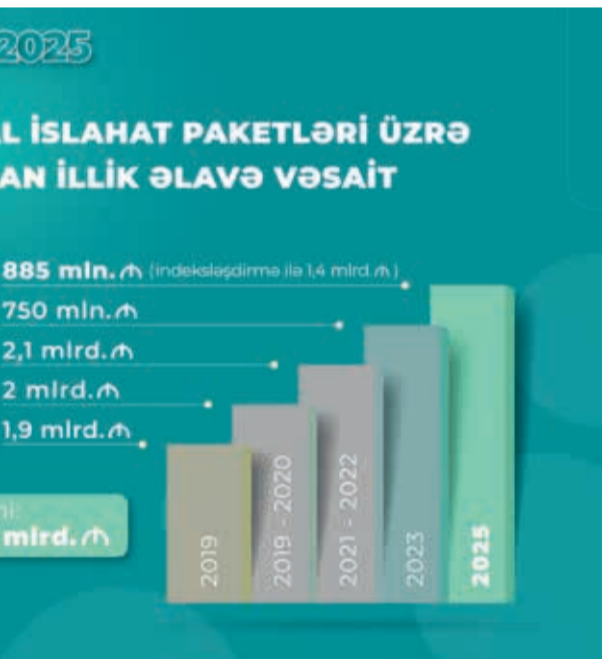 2025
L İSLAHAT PAKETLƏRİ ÜZRƏ
AN İLLİK ƏLAVƏ VƏSAİT
885 mln.₼ (indeksləşdirmə ilə 1,4 mlrd.₼)
750 mln.₼
2,1 mlrd.₼
2 mlrd.₼
1,9 mlrd.₼
mlrd.₼
2019
2019 - 2020
2021 - 2022
2023
2025